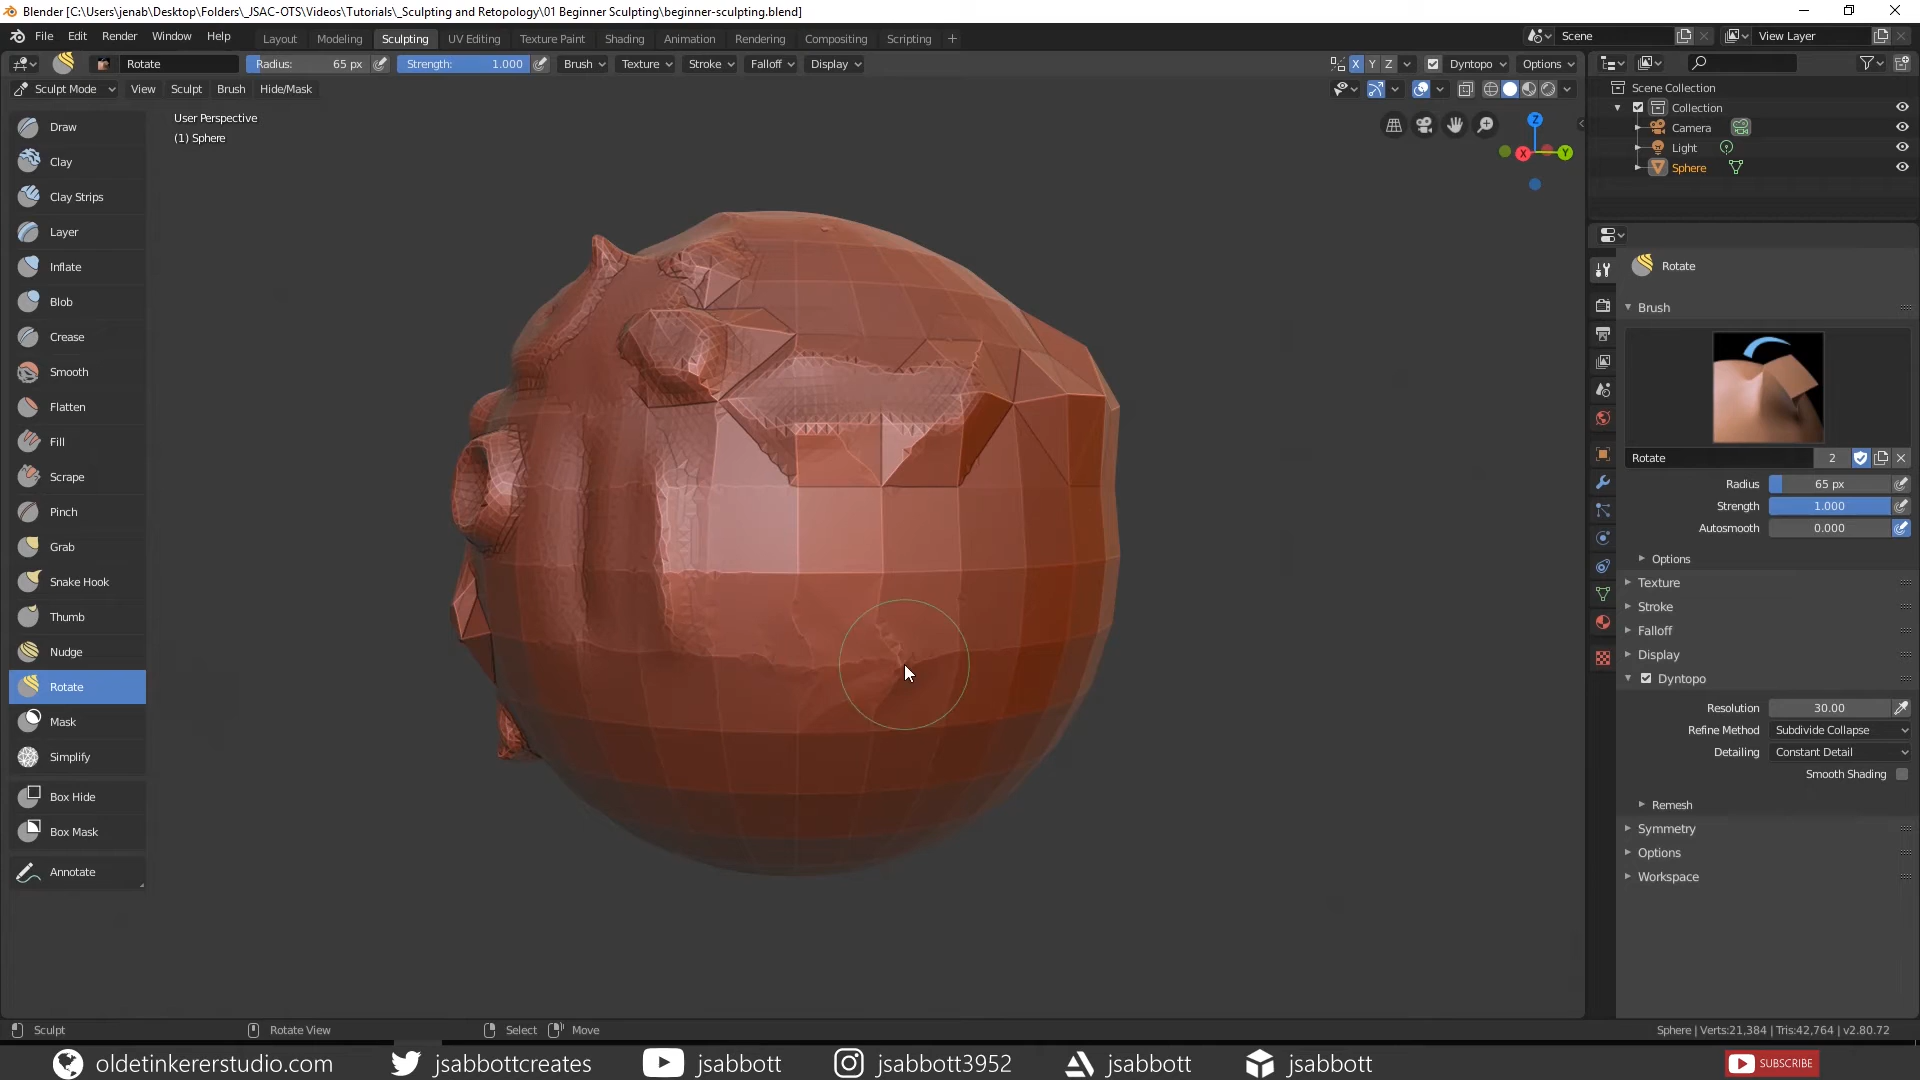 Blender [C:\Users\jenab\Desktop\Folders\_JSAC-OTS\Videos\Tutorials\_Sculpting and Retopology\01 Beginner Sculpting\beginner-sculpting.blend]
File Edit Render Window Help Layout Modeling Sculpting UV Editing Texture Paint Shading Animation Rendering Compositing Scripting + Scene View Layer
Rotate Radius: 65 px Strength: 1.000 Brush Texture Stroke Falloff Display X Y Z Dyntopo Options
Sculpt Mode View Sculpt Brush Hide/Mask
User Perspective
(1) Sphere
Z
X
Y
Draw
Clay
Clay Strips
Layer
Inflate
Blob
Crease
Smooth
Flatten
Fill
Scrape
Pinch
Grab
Snake Hook
Thumb
Nudge
Rotate
Mask
Simplify
Box Hide
Box Mask
Annotate
Scene Collection
Collection
Camera
Light
Sphere
Rotate
Brush
Rotate 2
Radius 65 px
Strength 1.000
Autosmooth 0.000
Options
Texture
Stroke
Falloff
Display
Dyntopo
Resolution 30.00
Refine Method Subdivide Collapse
Detailing Constant Detail
Smooth Shading
Remesh
Symmetry
Options
Workspace
Sculpt Rotate View Select Move Sphere | Verts:21,384 | Tris:42,764 | v2.80.72
oldetinkererstudio.com jsabbottcreates jsabbott jsabbott3952 jsabbott jsabbott SUBSCRIBE